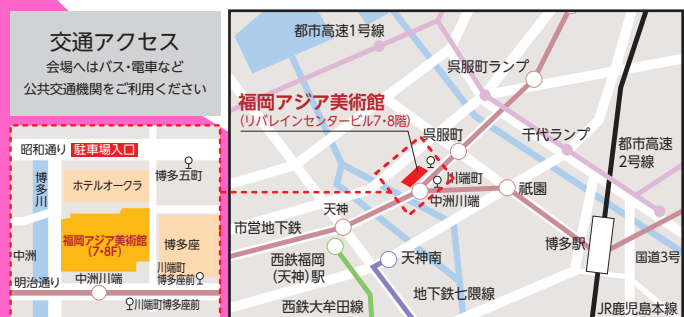 交通アクセス
会場へはバス・電車など
公共交通機関をご利用ください
昭和通り 駐車場入口
博多川
ホテルオークラ
博多五町
福岡アジア美術館
(7・8F)
博多座
中洲
川端町
博多座前
明治通り
中洲川端
川端町博多座前
都市高速1号線
呉服町ランプ
福岡アジア美術館
(リバレインセンタービル7・8階)
呉服町
千代ランプ
都市高速
2号線
川端町
中洲川端
祇園
天神
市営地下鉄
博多駅
国道3号
西鉄福岡
(天神)駅
天神南
地下鉄七隈線
西鉄大牟田線
JR鹿児島本線